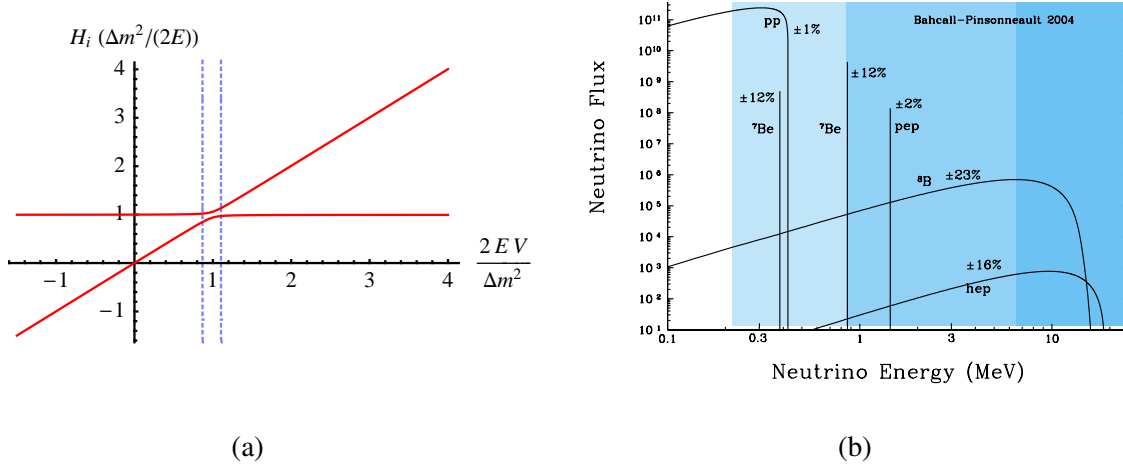 H_i (Δm²/(2E))
4
3
2
1
−1
−1
1
2
3
4
2 E V
Δm²
(a)
Bahcall-Pinsonneault 2004
Neutrino Flux
10¹¹
10¹⁰
10⁹
10⁸
10⁷
10⁶
10⁵
10⁴
10³
10²
10¹
pp
±1%
±12%
⁷Be
±12%
⁷Be
±2%
pep
⁸B
±23%
±16%
hep
0.1
0.3
1
3
10
Neutrino Energy (MeV)
(b)